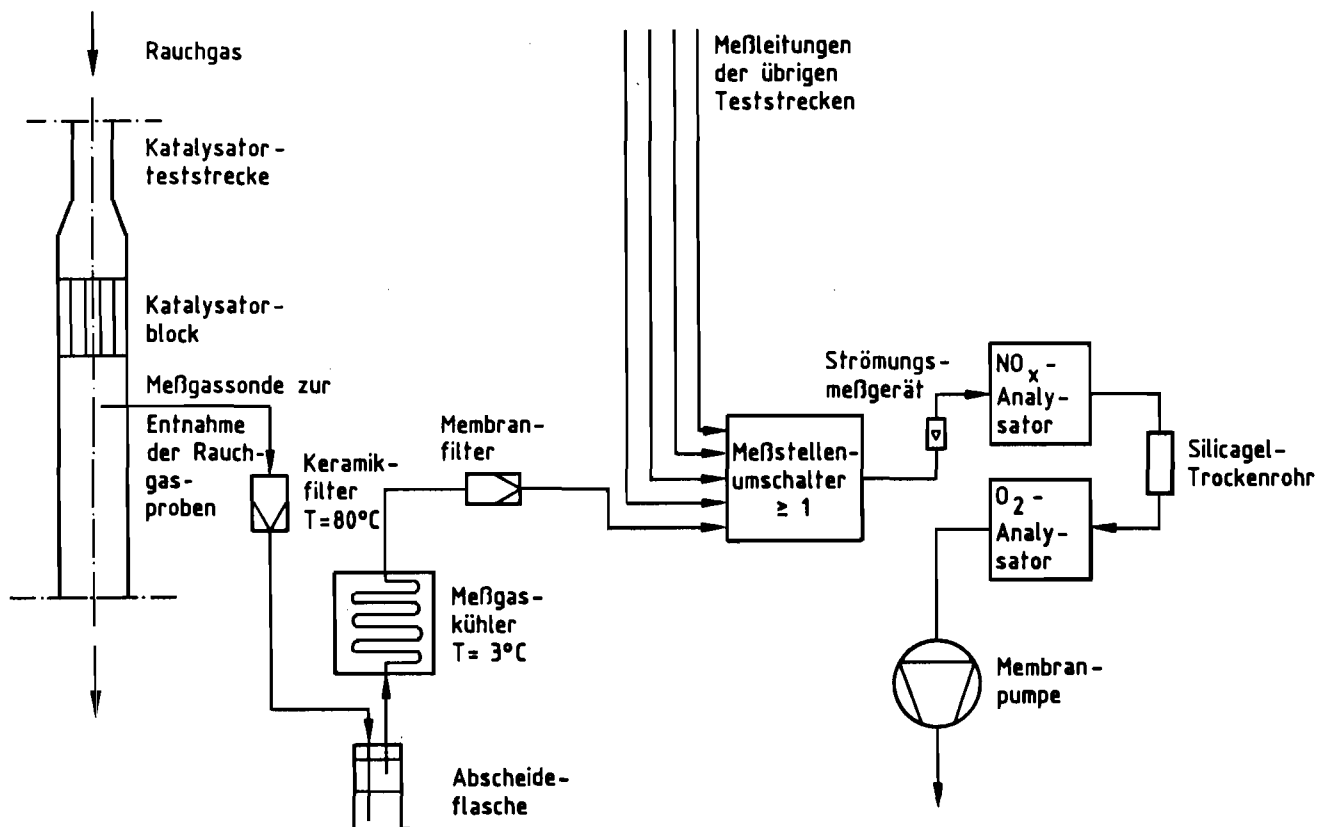 Rauchgas
Katalysator-
teststrecke
Katalysator-
block
Meßgassonde zur
Entnahme
der Rauch-
gas-
proben
Keramik-
filter
T=80°C
Membran-
filter
Meßgas-
kühler
T= 3°C
Abscheide-
flasche
Meßleitungen
der übrigen
Teststrecken
Meßstellen-
umschalter
≥ 1
Strömungs-
meßgerät
NOx -
Analy-
sator
Silicagel-
Trockenrohr
O2 -
Analy-
sator
Membran-
pumpe